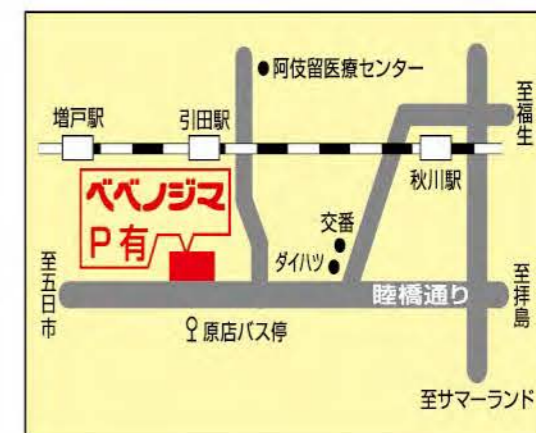 阿伎留医療センター
至福生
増戸駅
引田駅
秋川駅
ベベノジマ
P有
交番
ダイハツ
至五日市
睦橋通り
至拝島
原店バス停
至サマーランド